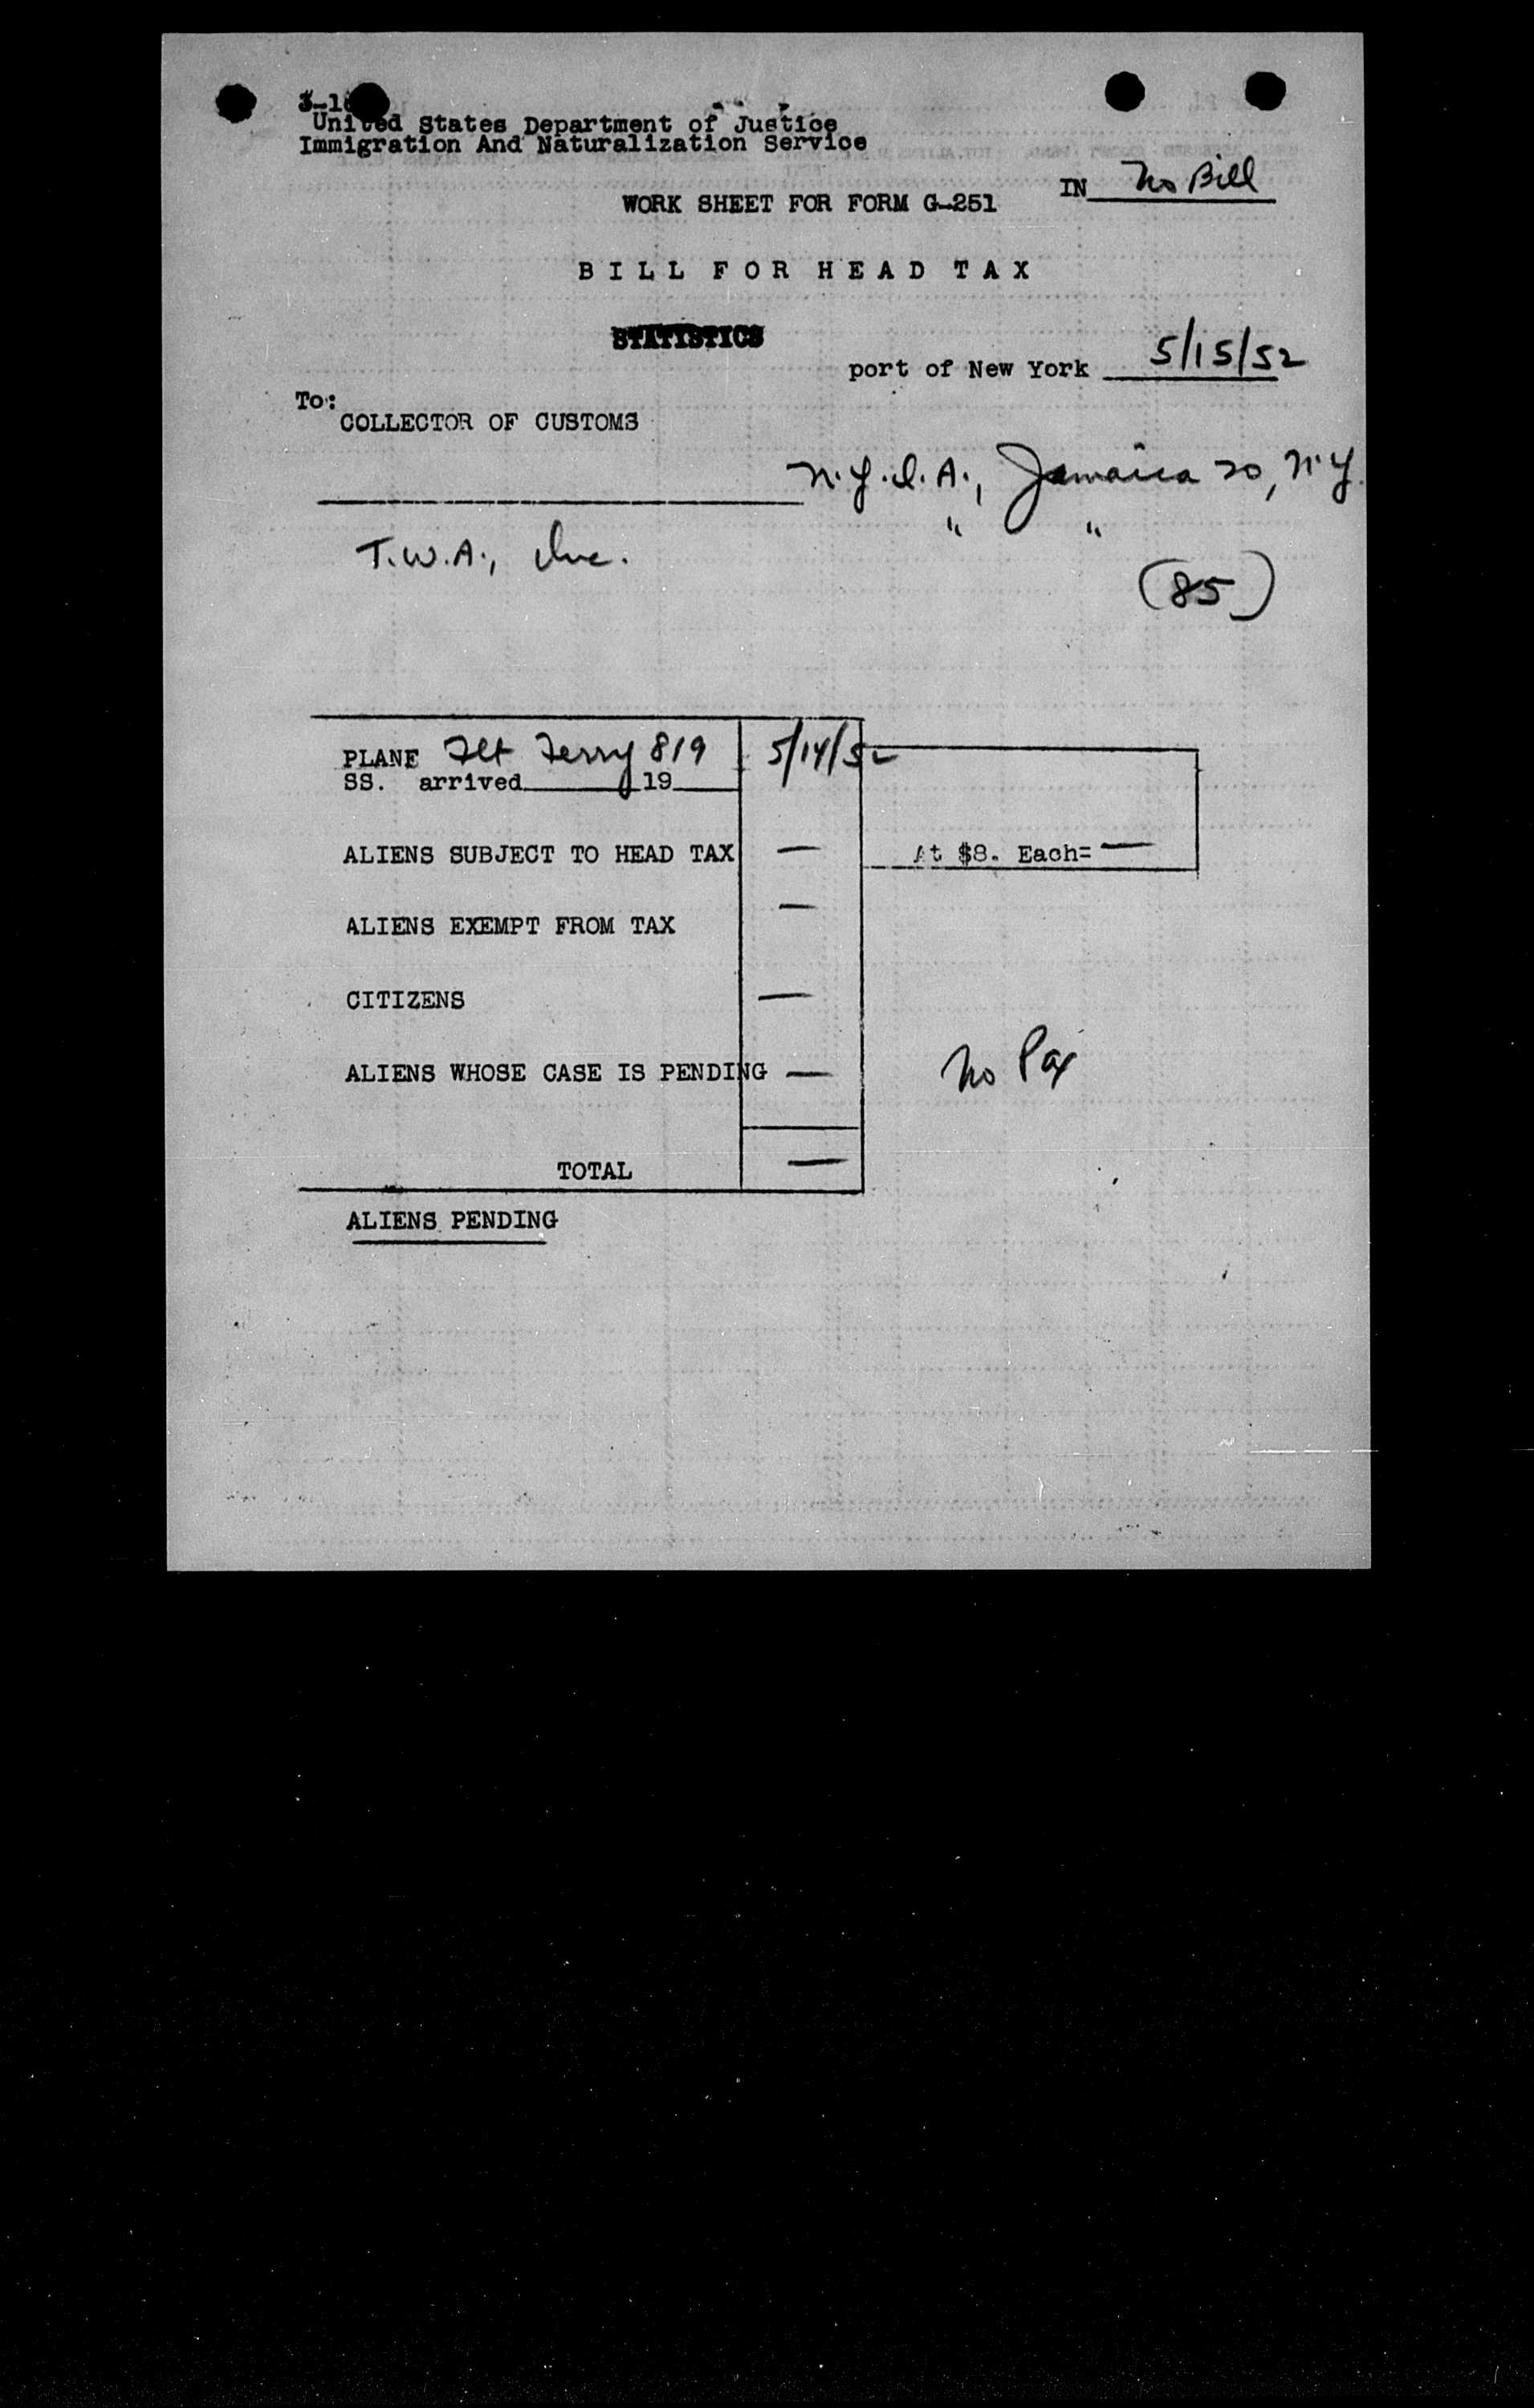 United States Department of Justice
Immigration And Naturalization Service
IN No Bill
WORK SHEET FOR FORM G-251
BILL FOR HEAD TAX
STATISTICS
port of New York 5/15/52
To:
COLLECTOR OF CUSTOMS
N.Y.I.A., Jamaica 20, N.Y.
" "
T.W.A., Inc.
(85)
PLANE Flt Ferry 819 5/14/52
SS. arrived 19
ALIENS SUBJECT TO HEAD TAX — At $8. Each= —
ALIENS EXEMPT FROM TAX —
CITIZENS —
ALIENS WHOSE CASE IS PENDING —
No Pax
TOTAL —
ALIENS PENDING